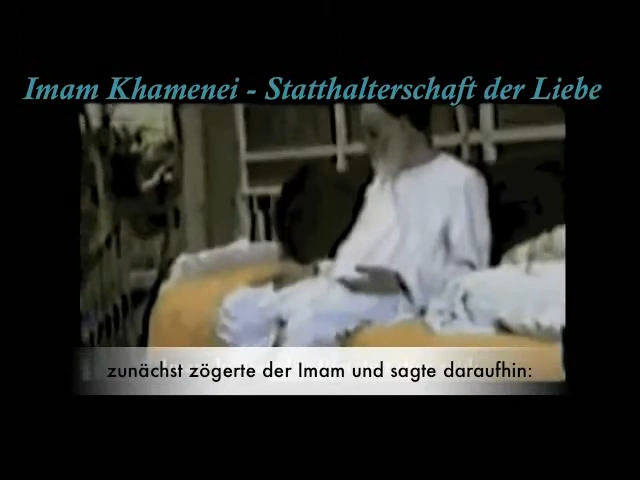 Imam Khamenei - Statthalterschaft der Liebe
zunächst zögerte der Imam und sagte daraufhin: